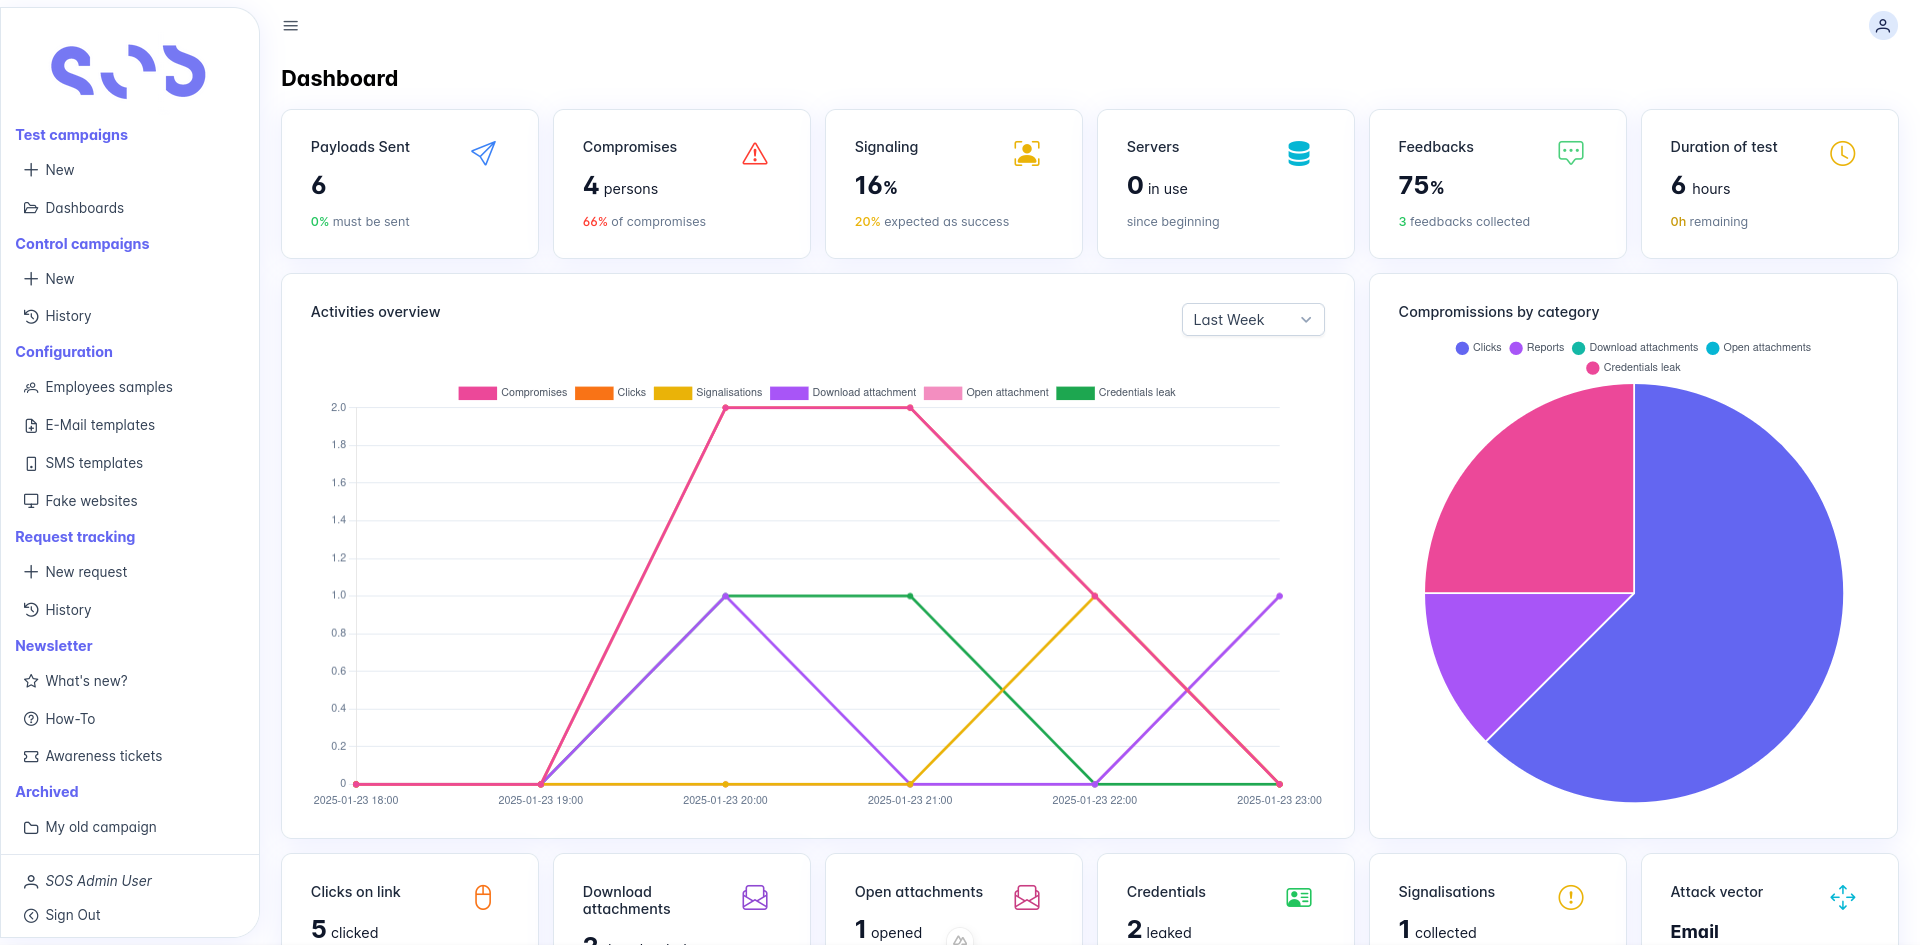 SOS
Test campaigns
New
Dashboards
Control campaigns
New
History
Configuration
Employees samples
E-Mail templates
SMS templates
Fake websites
Request tracking
New request
History
Newsletter
What's new?
How-To
Awareness tickets
Archived
My old campaign
SOS Admin User
Sign Out
Dashboard
Payloads Sent
6
0% must be sent
Compromises
4 persons
66% of compromises
Signaling
16%
20% expected as success
Servers
0 in use
since beginning
Feedbacks
75%
3 feedbacks collected
Duration of test
6 hours
0h remaining
Activities overview
Last Week
Compromises Clicks Signalisations Download attachment Open attachment Credentials leak
2.0
1.8
1.6
1.4
1.2
1.0
0.8
0.6
0.4
0.2
0
2025-01-23 18:00 2025-01-23 19:00 2025-01-23 20:00 2025-01-23 21:00 2025-01-23 22:00 2025-01-23 23:00
Compromissions by category
Clicks Reports Download attachments Open attachments
Credentials leak
Clicks on link
5 clicked
Download
attachments
Open attachments
1 opened
Credentials
2 leaked
Signalisations
1 collected
Attack vector
Email